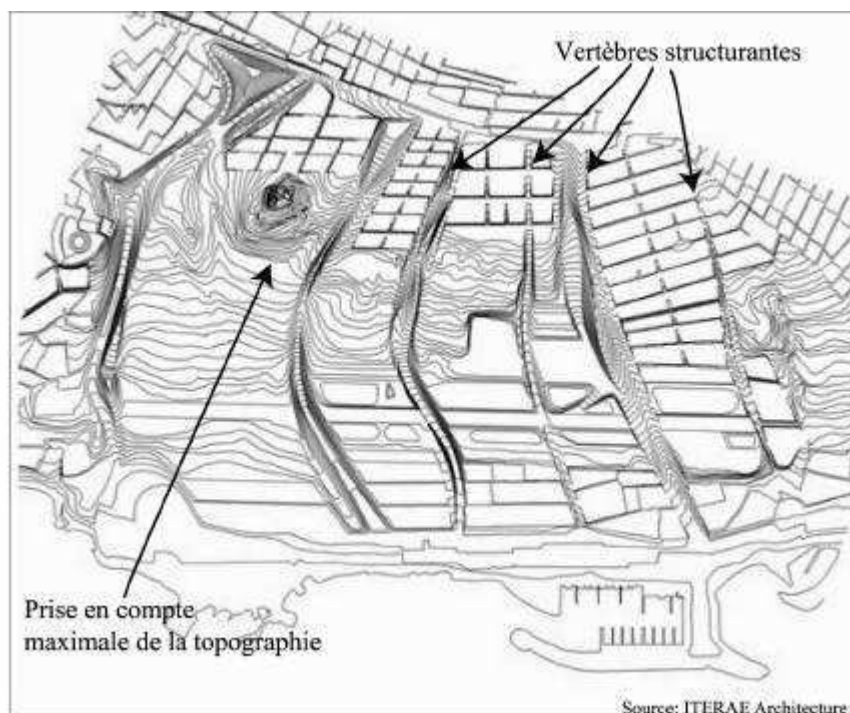 Vertèbres structurantes
Prise en compte
maximale de la topographie
Source: ITERAE Architecture